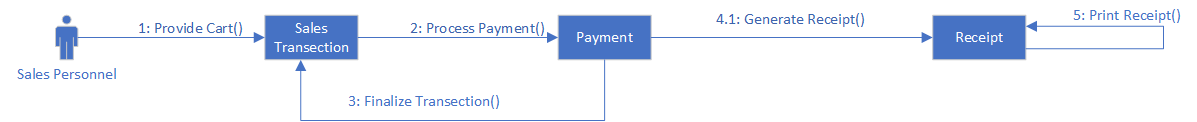 1: Provide Cart()
Sales
Transection
2: Process Payment()
Payment
4.1: Generate Receipt()
Receipt
5: Print Receipt()
Sales Personnel
3: Finalize Transection()